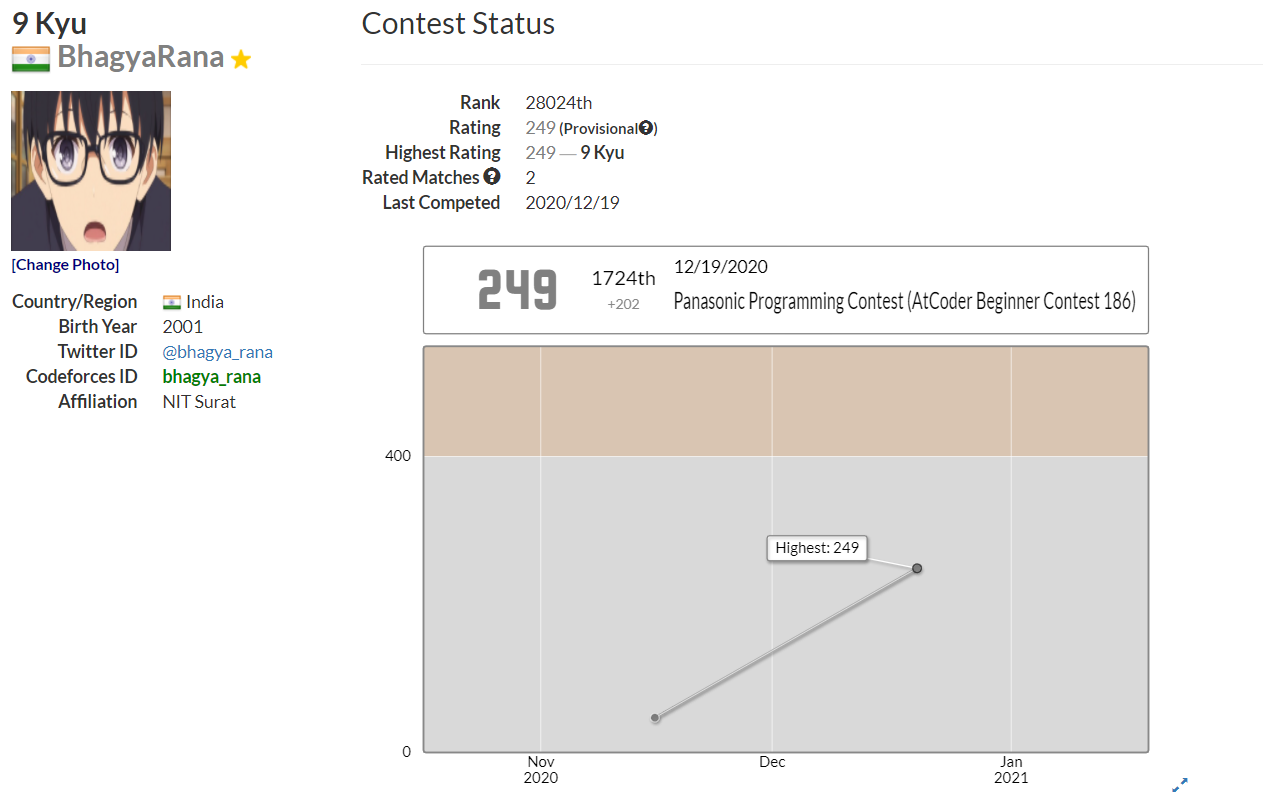 9 Kyu
BhagyaRana
[Change Photo]
Country/Region India
Birth Year 2001
Twitter ID @bhagya_rana
Codeforces ID bhagya_rana
Affiliation NIT Surat
Contest Status
Rank 28024th
Rating 249 (Provisional?)
Highest Rating 249 — 9 Kyu
Rated Matches ? 2
Last Competed 2020/12/19
249
1724th
+202
12/19/2020
Panasonic Programming Contest (AtCoder Beginner Contest 186)
400
Highest: 249
0
Nov
2020
Dec
Jan
2021